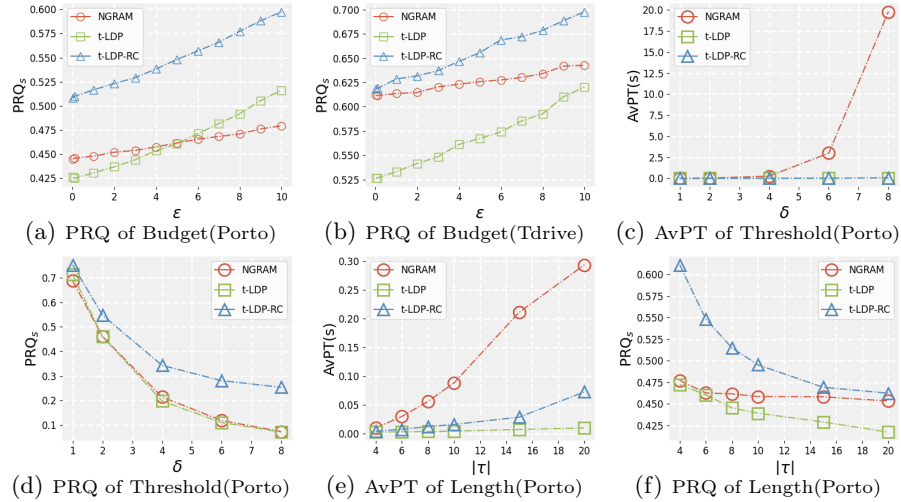 0.600
0.575
0.550
0.525
0.500
0.475
0.450
0.425
PRQs
NGRAM
t-LDP
t-LDP-RC
0 2 4 6 8 10
ε
(a) PRQ of Budget(Porto)
0.700
0.675
0.650
0.625
0.600
0.575
0.550
0.525
PRQs
NGRAM
t-LDP
t-LDP-RC
0 2 4 6 8 10
ε
(b) PRQ of Budget(Tdrive)
20.0
17.5
15.0
12.5
10.0
7.5
5.0
2.5
0.0
AvPT(s)
NGRAM
t-LDP
t-LDP-RC
1 2 3 4 5 6 7 8
δ
(c) AvPT of Threshold(Porto)
0.7
0.6
0.5
0.4
0.3
0.2
0.1
PRQs
NGRAM
t-LDP
t-LDP-RC
1 2 3 4 5 6 7 8
δ
(d) PRQ of Threshold(Porto)
0.30
0.25
0.20
0.15
0.10
0.05
0.00
AvPT(s)
NGRAM
t-LDP
t-LDP-RC
4 6 8 10 12 14 16 18 20
|τ|
(e) AvPT of Length(Porto)
0.600
0.575
0.550
0.525
0.500
0.475
0.450
0.425
PRQs
NGRAM
t-LDP
t-LDP-RC
4 6 8 10 12 14 16 18 20
|τ|
(f) PRQ of Length(Porto)